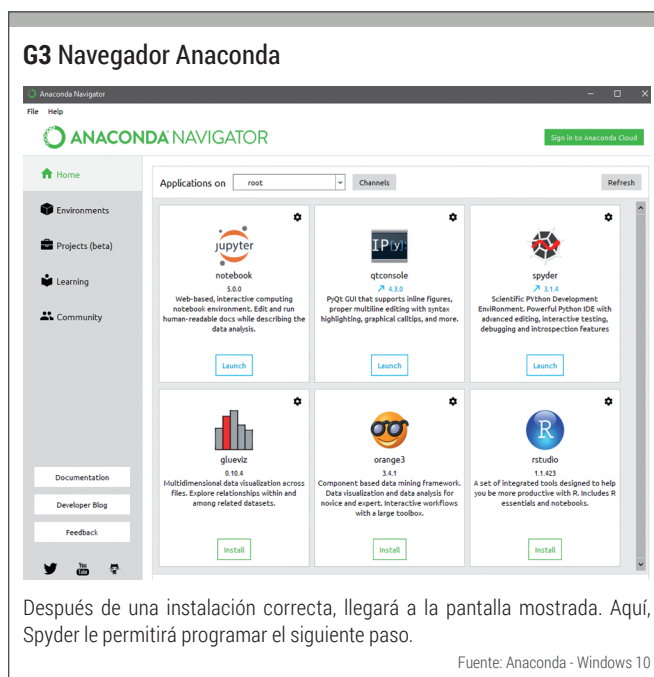 G3 Navegador Anaconda
Anaconda Navigator
File Help
ANACONDA NAVIGATOR
Sign in to Anaconda Cloud
Home
Environments
Projects (beta)
Learning
Community
Documentation
Developer Blog
Feedback
You
Tube
Applications on root Channels Refresh
jupyter
notebook
5.0.0
Web-based, interactive computing
notebook environment. Edit and run
human-readable docs while describing the
data analysis.
Launch
IP[y]:
qtconsole
4.3.0
PyQt GUI that supports inline figures,
proper multiline editing with syntax
highlighting, graphical calltips, and more.
Launch
spyder
3.1.4
Scientific PYthon Development
EnviRonment. Powerful Python IDE with
advanced editing, interactive testing,
debugging and introspection features
Launch
glueviz
0.10.4
Multidimensional data visualization across
files. Explore relationships within and
among related datasets.
Install
orange3
3.4.1
Component based data mining framework.
Data visualization and data analysis for
novice and expert. Interactive workflows
with a large toolbox.
Install
R
rstudio
1.1.423
A set of integrated tools designed to help
you be more productive with R. Includes R
essentials and notebooks.
Install
Después de una instalación correcta, llegará a la pantalla mostrada. Aquí,
Spyder le permitirá programar el siguiente paso.
Fuente: Anaconda - Windows 10